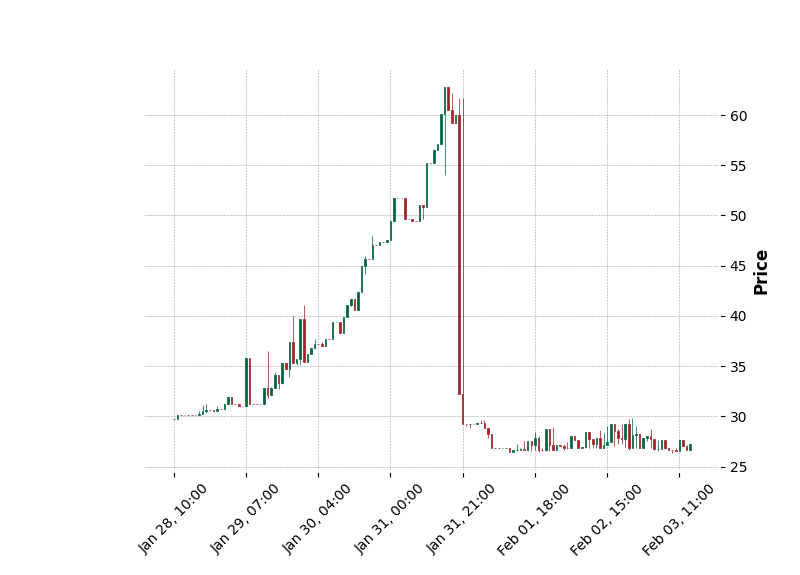 60
55
50
45
40
35
30
25
Price
Jan 28, 10:00
Jan 29, 07:00
Jan 30, 04:00
Jan 31, 00:00
Jan 31, 21:00
Feb 01, 18:00
Feb 02, 15:00
Feb 03, 11:00